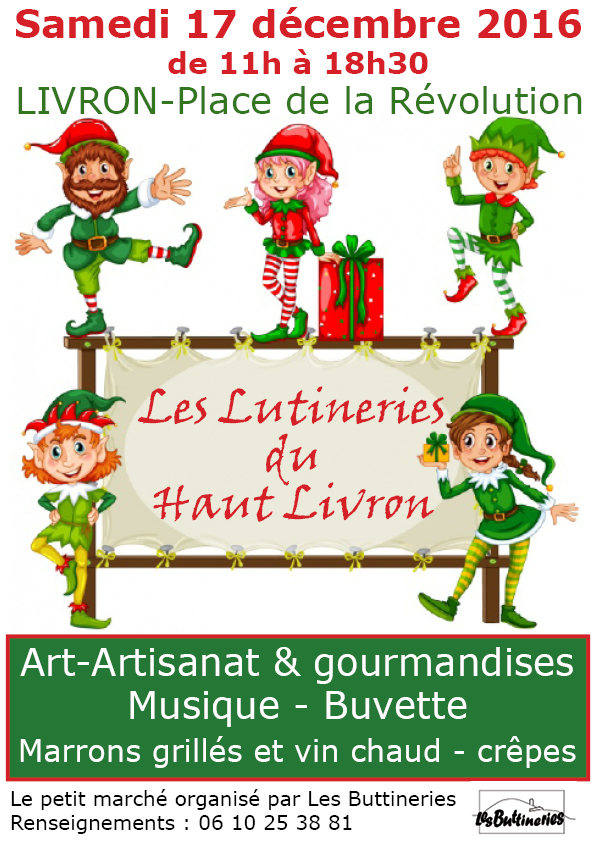 Samedi 17 décembre 2016
de 11h à 18h30
LIVRON-Place de la Révolution
Les Lutineries
du
Haut Livron
Art-Artisanat & gourmandises
Musique - Buvette
Marrons grillés et vin chaud - crêpes
Le petit marché organisé par Les Buttineries
Renseignements : 06 10 25 38 81
Les Buttineries